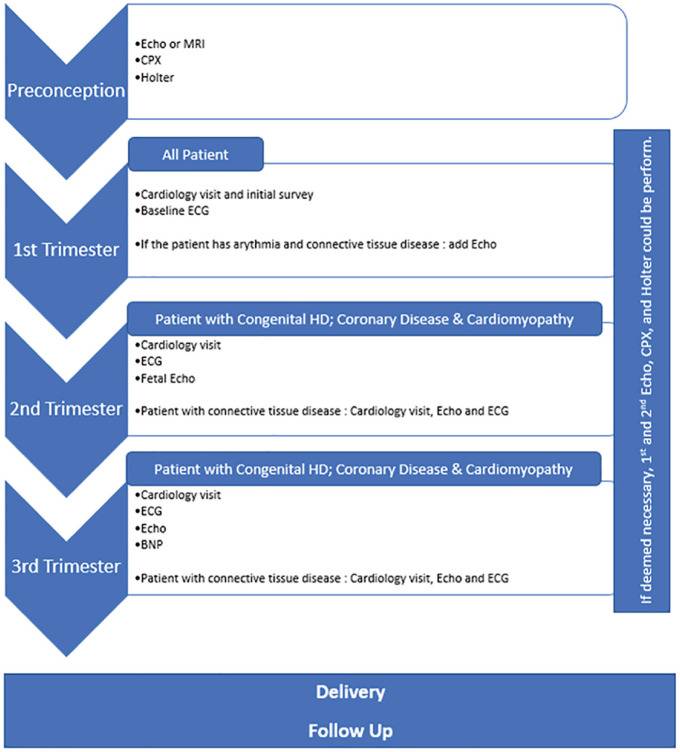 Preconception
•Echo or MRI
•CPX
•Holter
All Patient
1st Trimester
•Cardiology visit and initial survey
•Baseline ECG
•If the patient has arythmia and connective tissue disease : add Echo
Patient with Congenital HD; Coronary Disease & Cardiomyopathy
2nd Trimester
•Cardiology visit
•ECG
•Fetal Echo
•Patient with connective tissue disease : Cardiology visit, Echo and ECG
Patient with Congenital HD; Coronary Disease & Cardiomyopathy
3rd Trimester
•Cardiology visit
•ECG
•Echo
•BNP
•Patient with connective tissue disease : Cardiology visit, Echo and ECG
If deemed necessary, 1st and 2nd Echo, CPX, and Holter could be perform.
Delivery
Follow Up